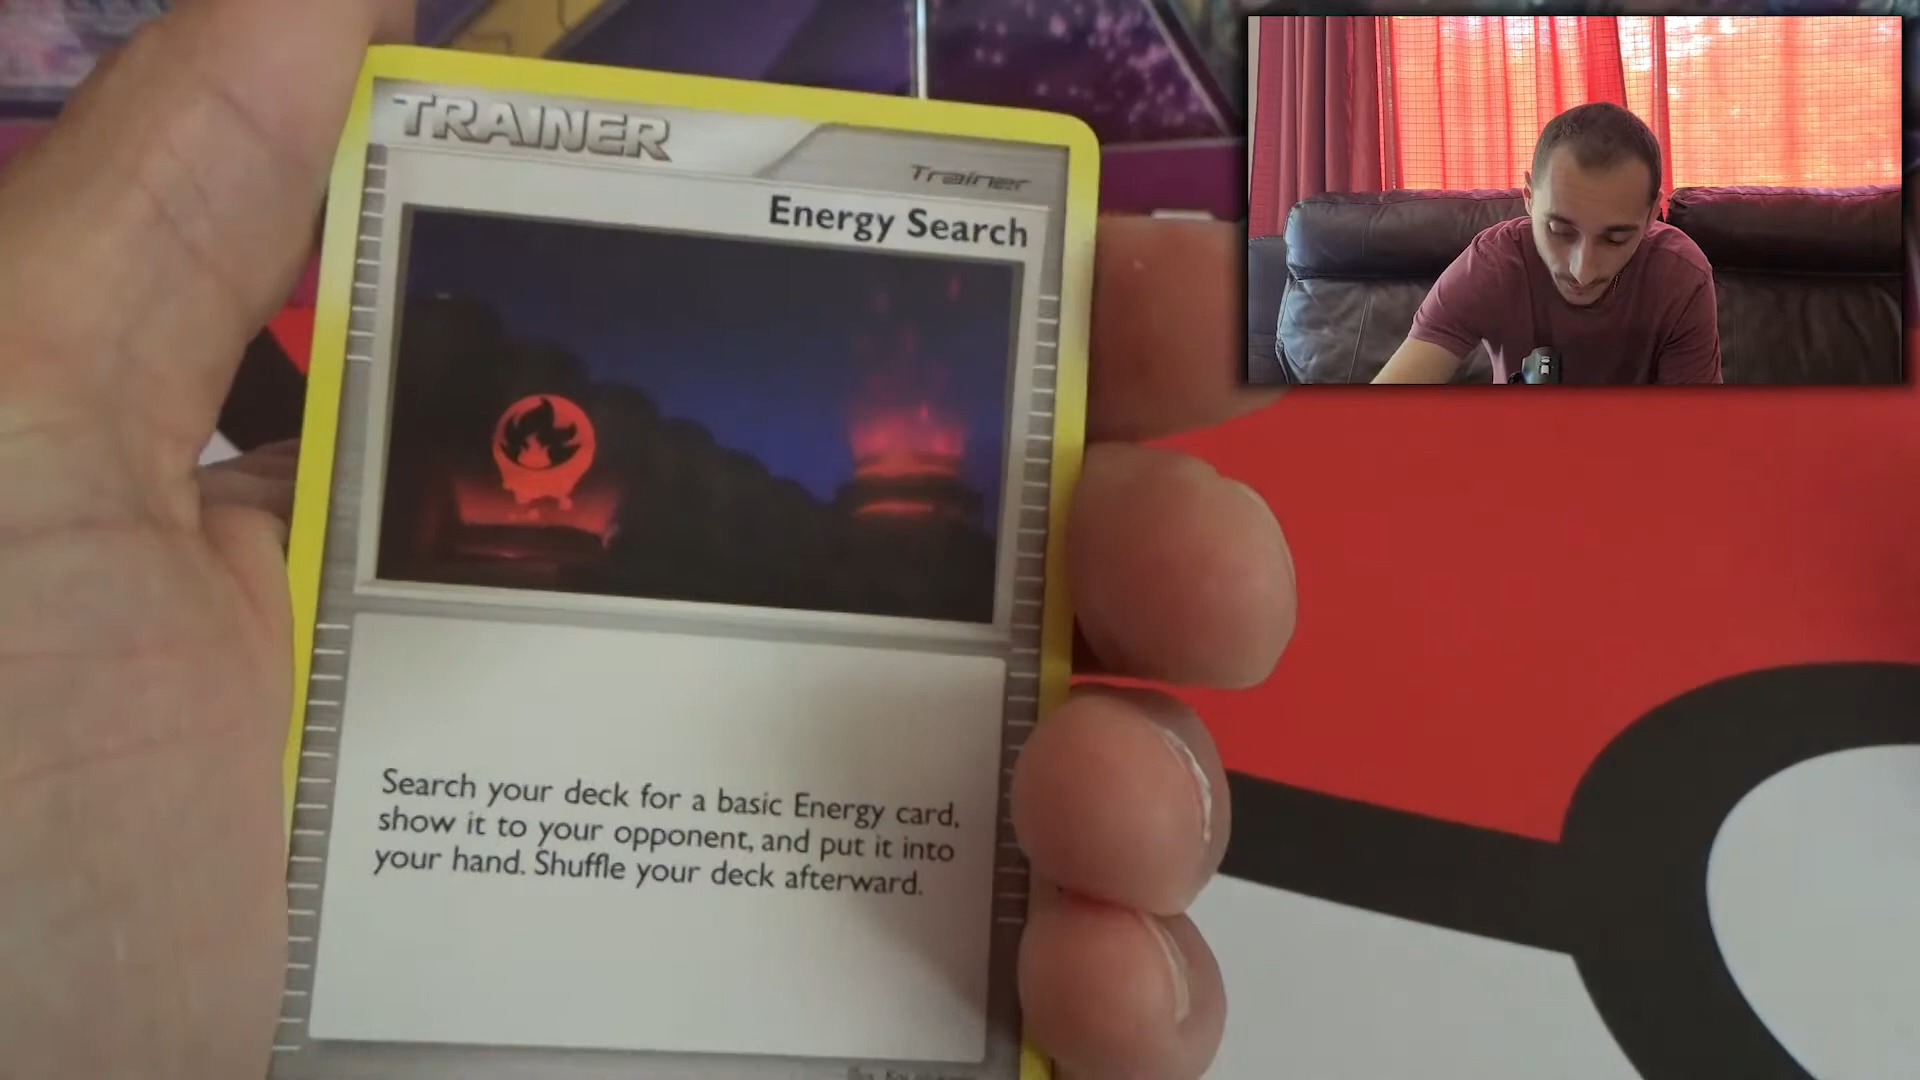 TRAINER
Trainer
Energy Search
Search your deck for a basic Energy card,
show it to your opponent, and put it into
your hand. Shuffle your deck afterward.